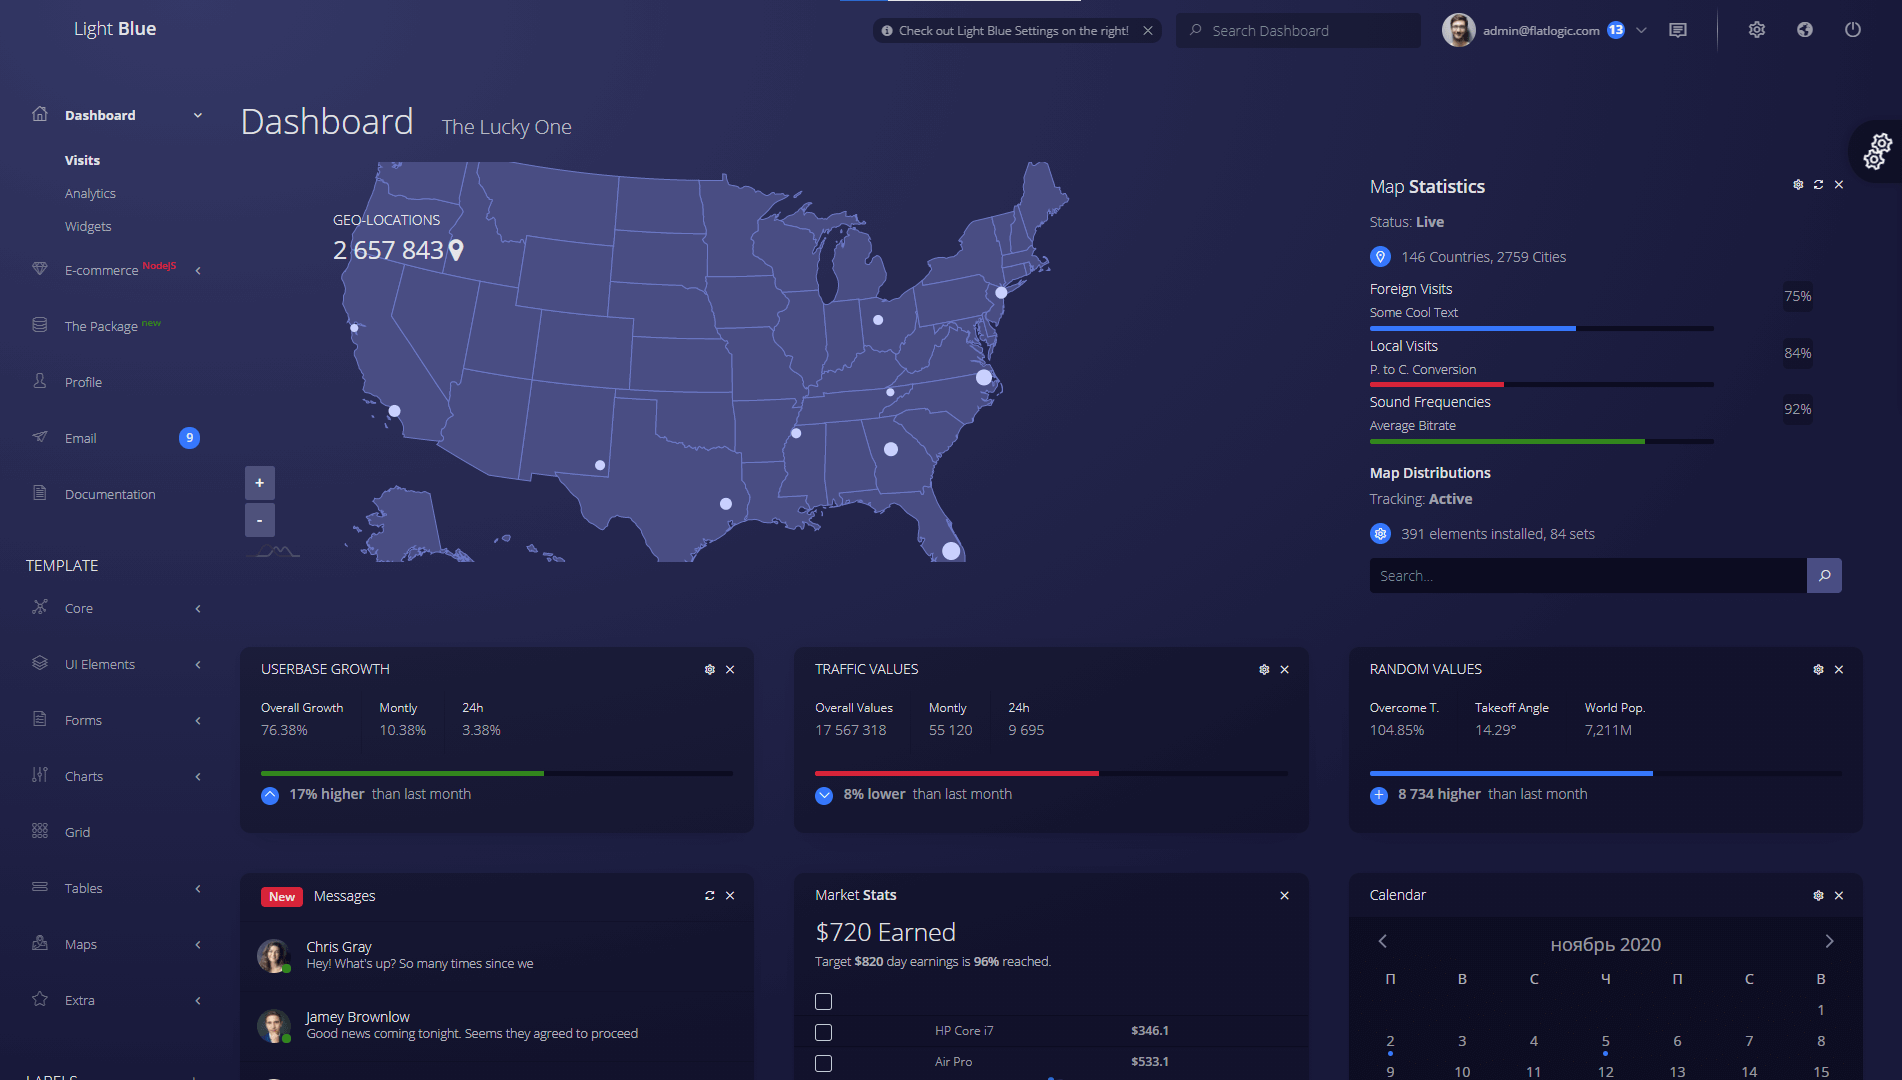 Light Blue
Check out Light Blue Settings on the right!
Search Dashboard
admin@flatlogic.com 13
Dashboard
Visits
Analytics
Widgets
E-commerce NodeJS
The Package new
Profile
Email 9
Documentation
TEMPLATE
Core
UI Elements
Forms
Charts
Grid
Tables
Maps
Extra
LABELS
Dashboard The Lucky One
GEO-LOCATIONS
2 657 843
+
-
Map Statistics
Status: Live
146 Countries, 2759 Cities
Foreign Visits
Some Cool Text
75%
Local Visits
P. to C. Conversion
84%
Sound Frequencies
Average Bitrate
92%
Map Distributions
Tracking: Active
391 elements installed, 84 sets
Search...
USERBASE GROWTH
Overall Growth Montly 24h
76.38% 10.38% 3.38%
17% higher than last month
TRAFFIC VALUES
Overall Values Montly 24h
17 567 318 55 120 9 695
8% lower than last month
RANDOM VALUES
Overcome T. Takeoff Angle World Pop.
104.85% 14.29° 7,211M
8 734 higher than last month
New Messages
Chris Gray
Hey! What's up? So many times since we
Jamey Brownlow
Good news coming tonight. Seems they agreed to proceed
Market Stats
$720 Earned
Target $820 day earnings is 96% reached.
HP Core i7 $346.1
Air Pro $533.1
Calendar
ноябрь 2020
П В С Ч П С В
1
2 3 4 5 6 7 8
9 10 11 12 13 14 15